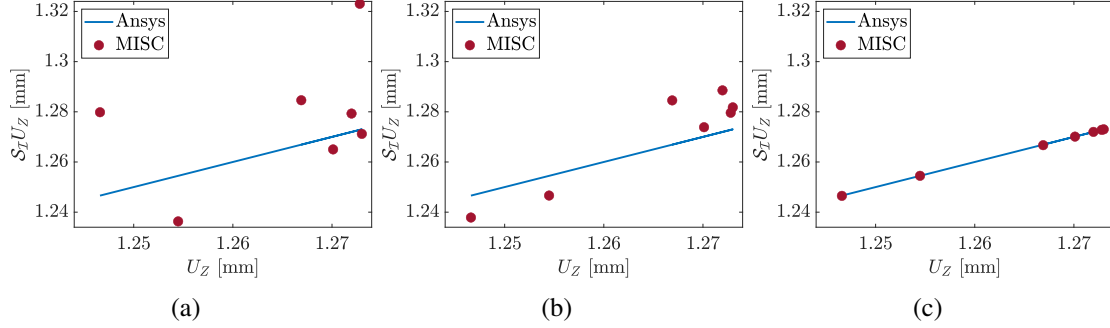 1.32
1.3
1.28
1.26
1.24
S_I U_Z [mm]
Ansys
MISC
1.25
1.26
1.27
U_Z [mm]
(a)
1.32
1.3
1.28
1.26
1.24
S_I U_Z [mm]
Ansys
MISC
1.25
1.26
1.27
U_Z [mm]
(b)
1.32
1.3
1.28
1.26
1.24
S_I U_Z [mm]
Ansys
MISC
1.25
1.26
1.27
U_Z [mm]
(c)